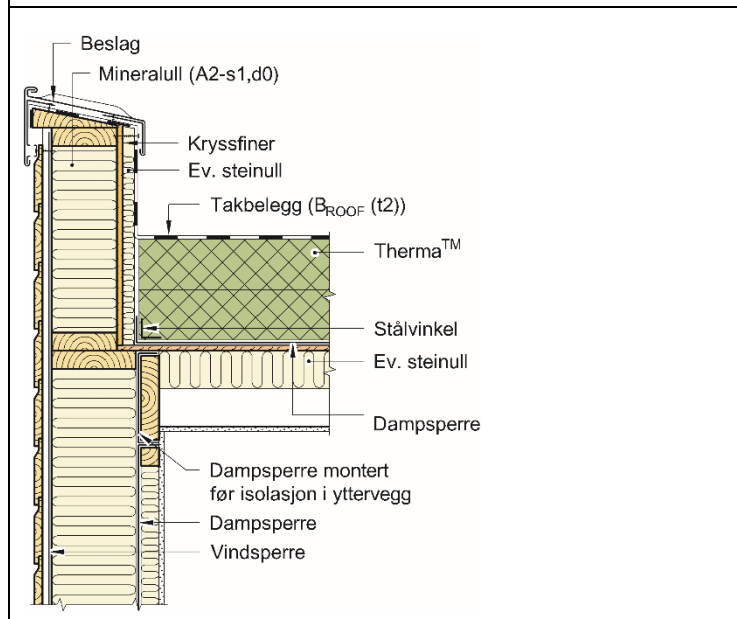 Beslag
Mineralull (A2-s1,d0)
Kryssfiner
Ev. steinull
Takbelegg (BROOF (t2))
Therma™
Stålvinkel
Ev. steinull
Dampsperre
Dampsperre montert
før isolasjon i yttervegg
Dampsperre
Vindsperre